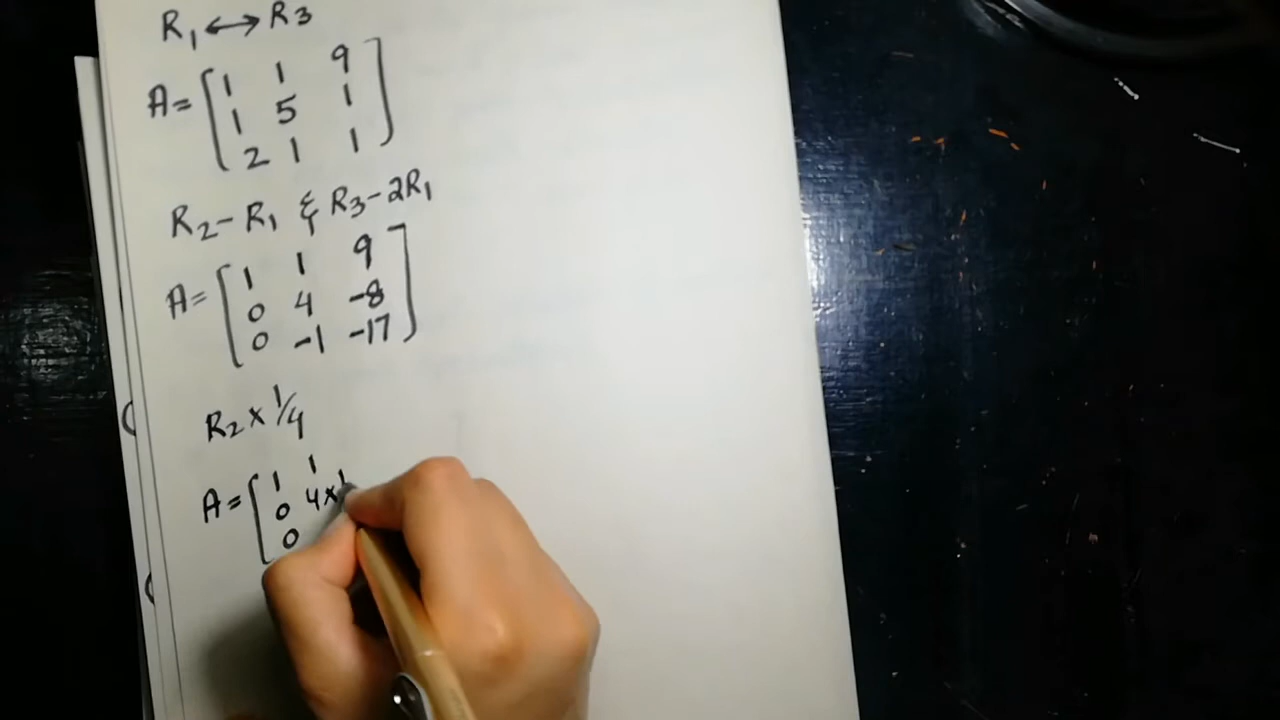 R1 ↔ R3
1 1 9
A = 1 5 1
2 1 1
R2 - R1 & R3 - 2R1
1 1 9
A = 0 4 -8
0 -1 -17
R2 × 1/4
1 1
A = 0 4×1
0